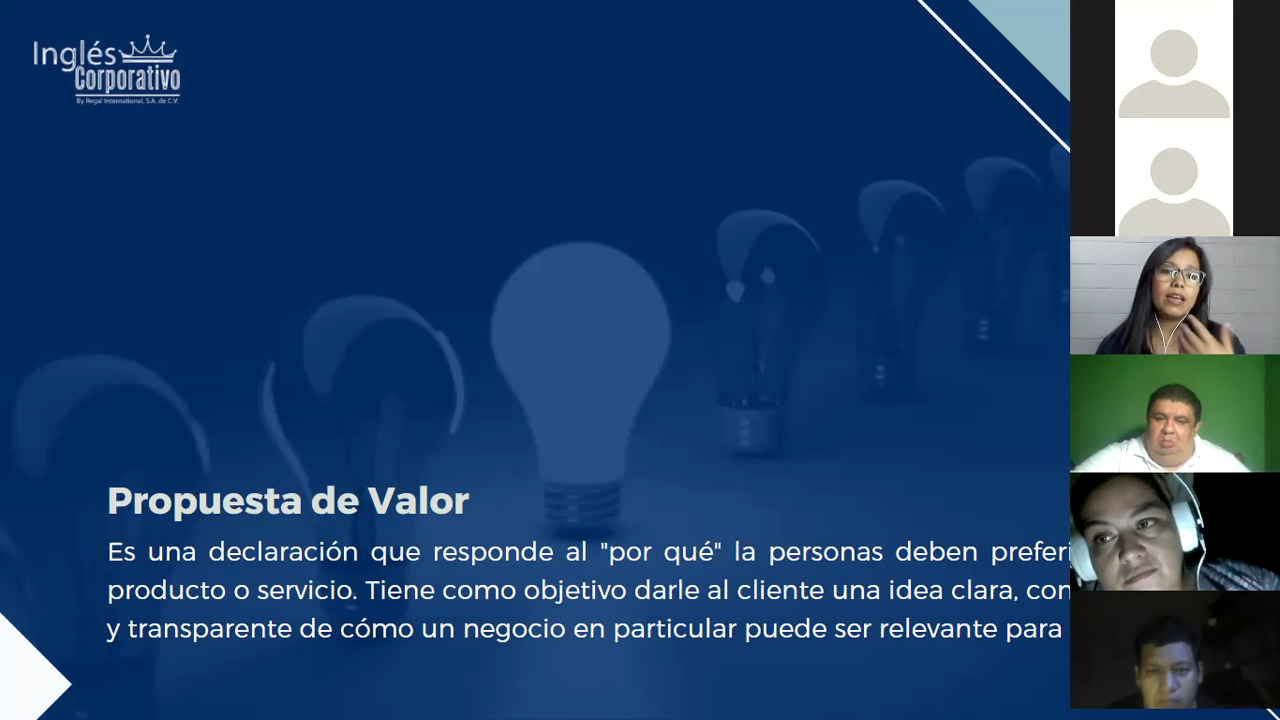 Inglés
Corporativo
By Regal International, S.A. de C.V.
Propuesta de Valor
Es una declaración que responde al "por qué" la personas deben
producto o servicio. Tiene como objetivo darle al cliente una idea clara,
y transparente de cómo un negocio en particular puede ser relevante para